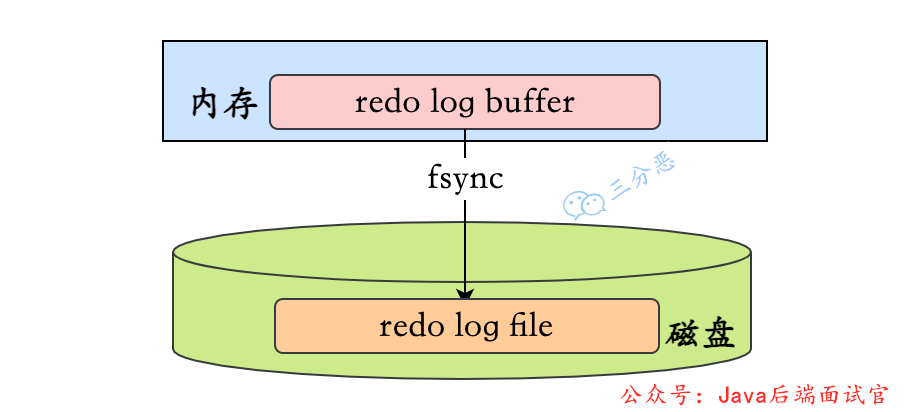 内存
redo log buffer
fsync
三分恶
redo log file
磁盘
公众号：Java后端面试官